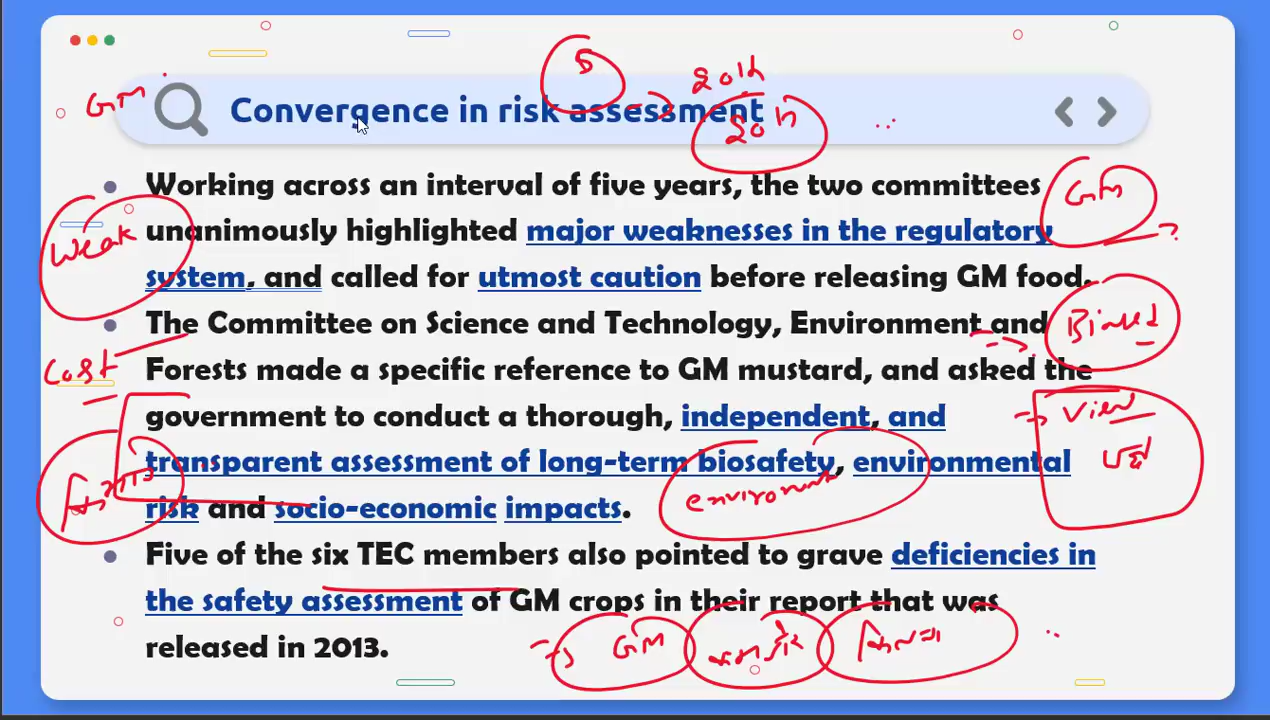 Convergence in risk assessment
Working across an interval of five years, the two committees
unanimously highlighted major weaknesses in the regulatory
system, and called for utmost caution before releasing GM food.
The Committee on Science and Technology, Environment and
Forests made a specific reference to GM mustard, and asked the
government to conduct a thorough, independent, and
transparent assessment of long-term biosafety, environmental
risk and socio-economic impacts.
Five of the six TEC members also pointed to grave deficiencies in
the safety assessment of GM crops in their report that was
released in 2013.
GM
5
20th
GM
Weak
Biased
Cost
View
GM